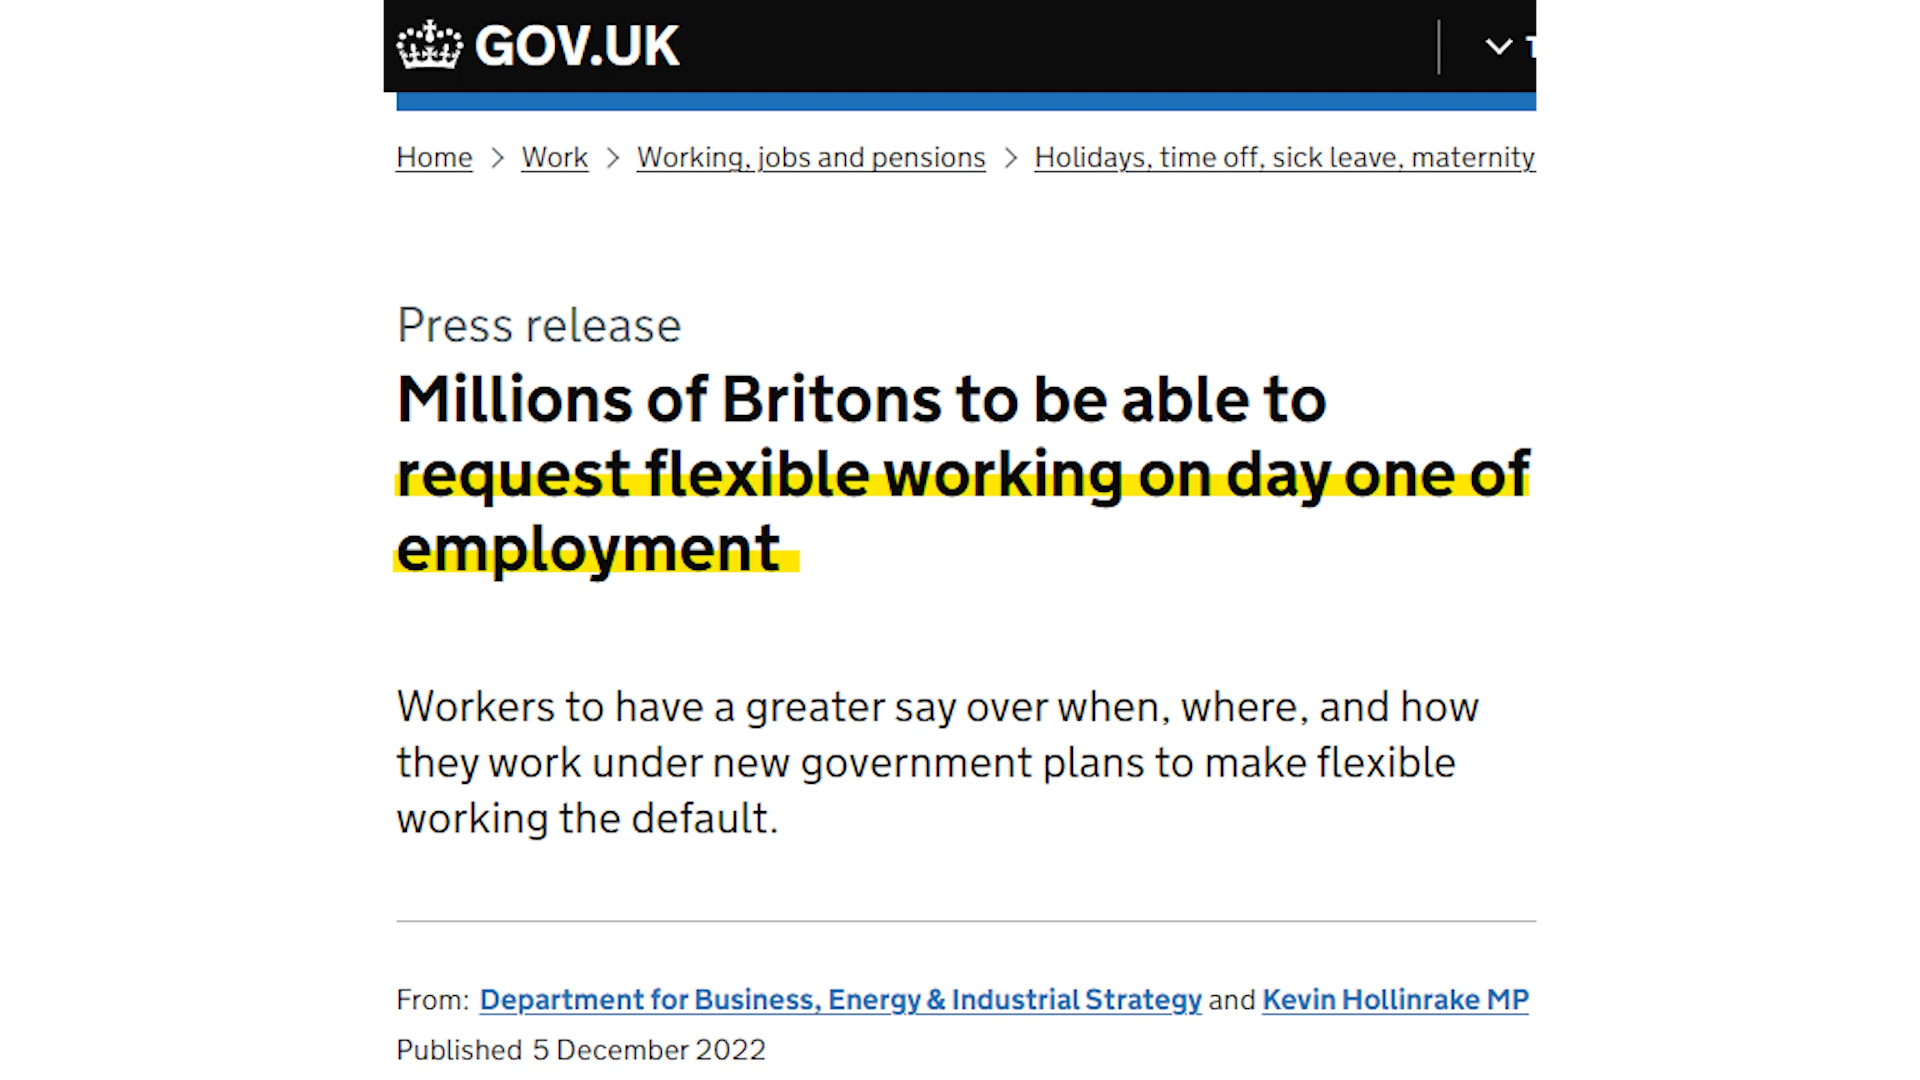 GOV.UK
Home > Work > Working, jobs and pensions > Holidays, time off, sick leave, maternity
Press release
Millions of Britons to be able to
request flexible working on day one of
employment
Workers to have a greater say over when, where, and how
they work under new government plans to make flexible
working the default.
From: Department for Business, Energy & Industrial Strategy and Kevin Hollinrake MP
Published 5 December 2022